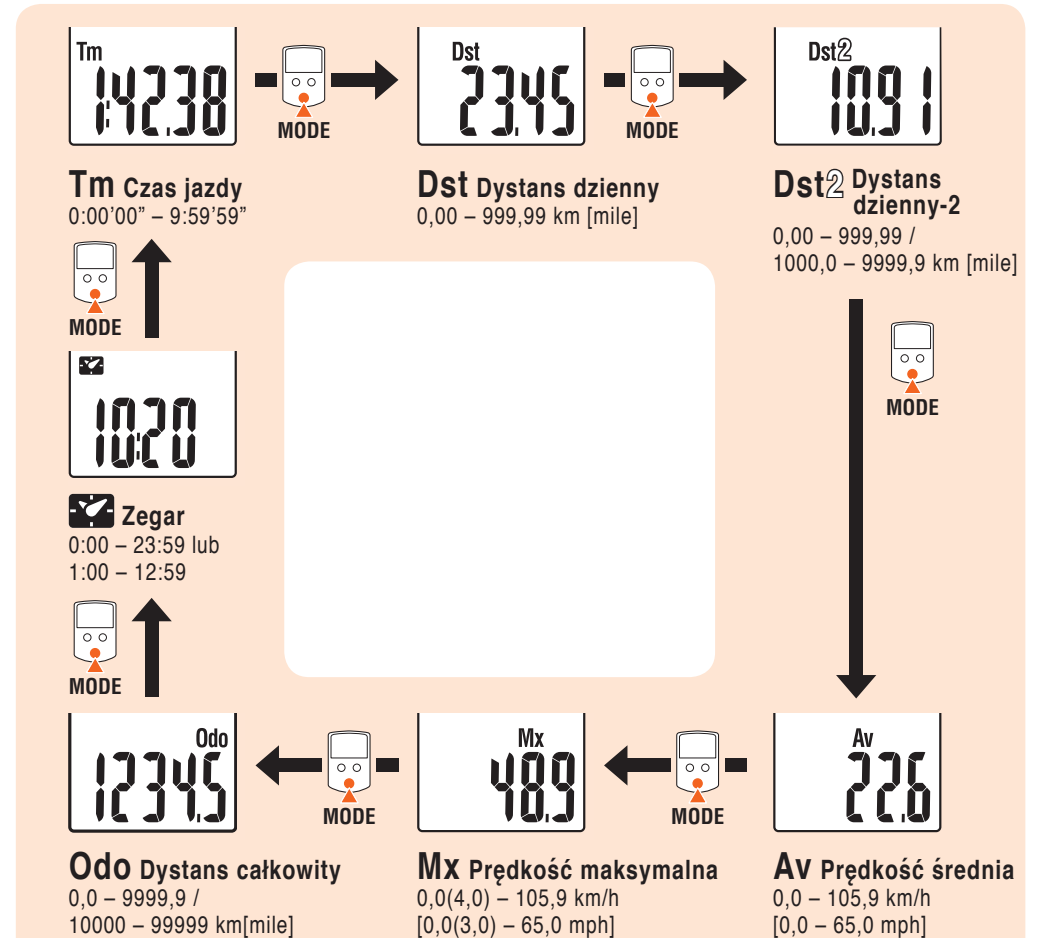 Tm
1:42.38
MODE
Dst
23.45
MODE
Dst2
10.91
Tm Czas jazdy
0:00'00” – 9:59'59”
Dst Dystans dzienny
0,00 – 999,99 km [mile]
Dst2 Dystans
dzienny-2
0,00 – 999,99 /
1000,0 – 9999,9 km [mile]
MODE
MODE
10:20
Zegar
0:00 – 23:59 lub
1:00 – 12:59
MODE
Odo
1234.5
MODE
Mx
48.9
MODE
Av
22.6
Odo Dystans całkowity
0,0 – 9999,9 /
10000 – 99999 km[mile]
Mx Prędkość maksymalna
0,0(4,0) – 105,9 km/h
[0,0(3,0) – 65,0 mph]
Av Prędkość średnia
0,0 – 105,9 km/h
[0,0 – 65,0 mph]